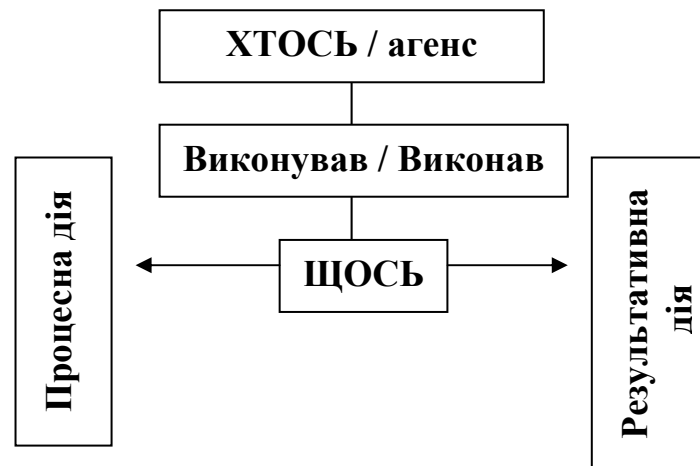 ХТОСЬ / агенс
Виконував / Виконав
Процесна дія
ЩОСЬ
Результативна
дія